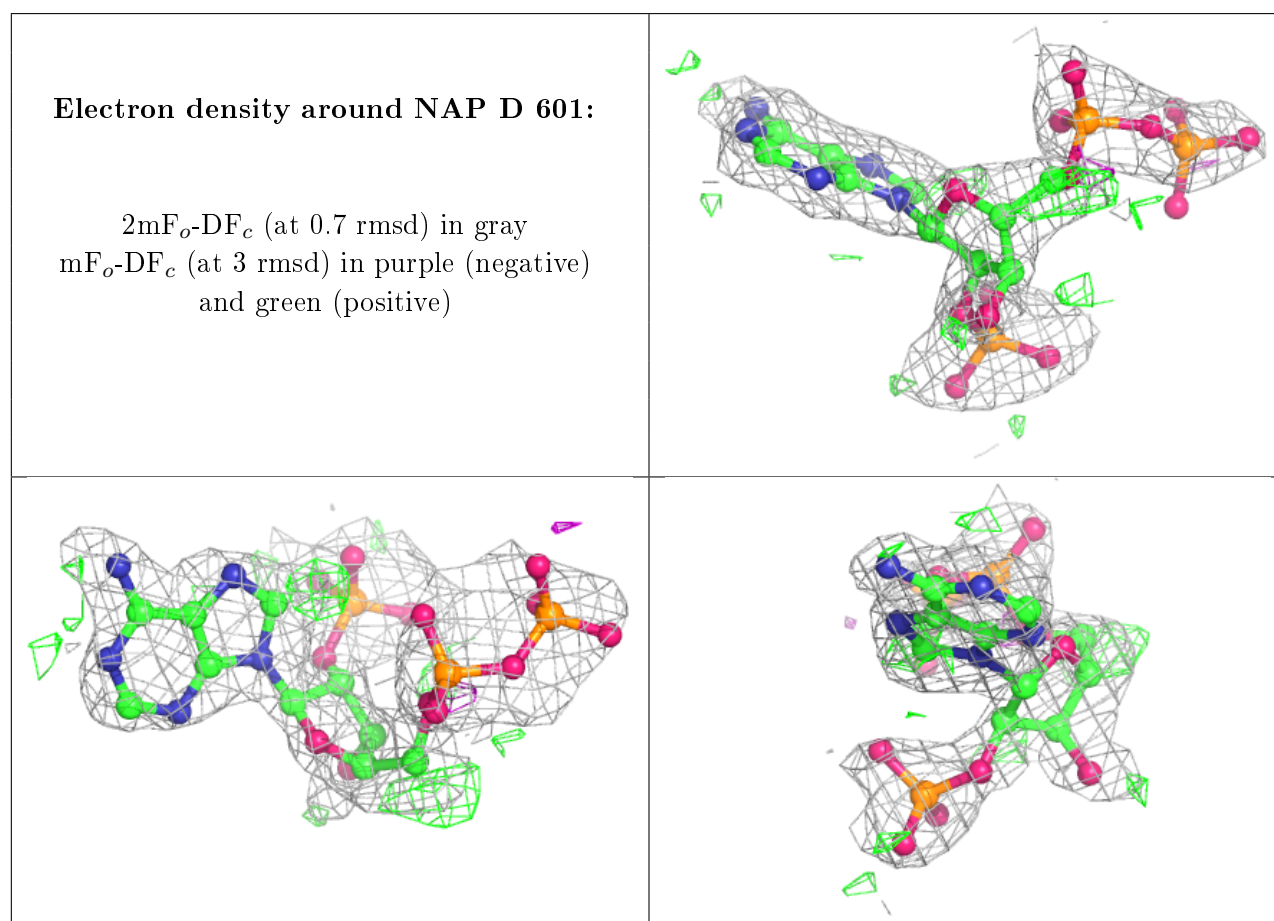 Electron density around NAP D 601:
2mFo-DFc (at 0.7 rmsd) in gray
mFo-DFc (at 3 rmsd) in purple (negative)
and green (positive)